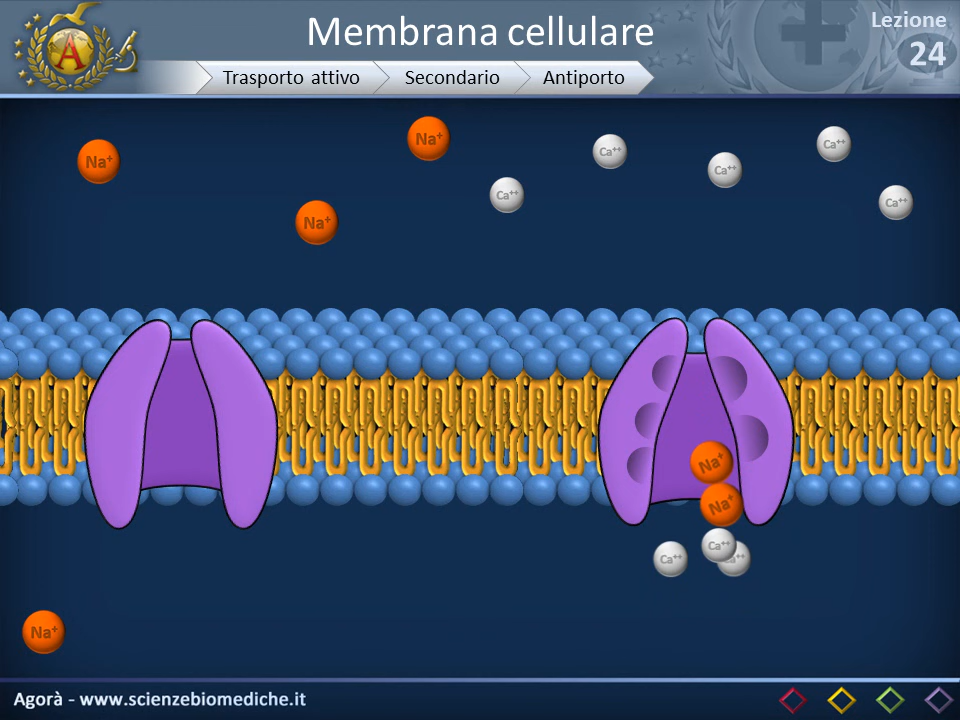 Membrana cellulare
Lezione
24
Trasporto attivo
Secondario
Antiporto
A
Na⁺
Na⁺
Ca⁺⁺
Ca⁺⁺
Ca⁺⁺
Ca⁺⁺
Ca⁺⁺
Na⁺
Na⁺
Na⁺
Ca⁺⁺
Ca⁺⁺
Ca⁺⁺
Na⁺
Agorà - www.scienzebiomediche.it